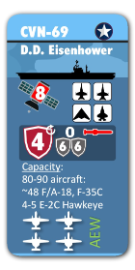 CVN-69
D.D. Eisenhower
8
4
0
6 6
Capacity:
80-90 aircraft:
~48 F/A-18, F-35C
4-5 E-2C Hawkeye
AEW